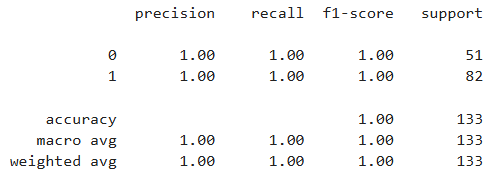 precision recall f1-score support
0 1.00 1.00 1.00 51
1 1.00 1.00 1.00 82
accuracy 1.00 133
macro avg 1.00 1.00 1.00 133
weighted avg 1.00 1.00 1.00 133